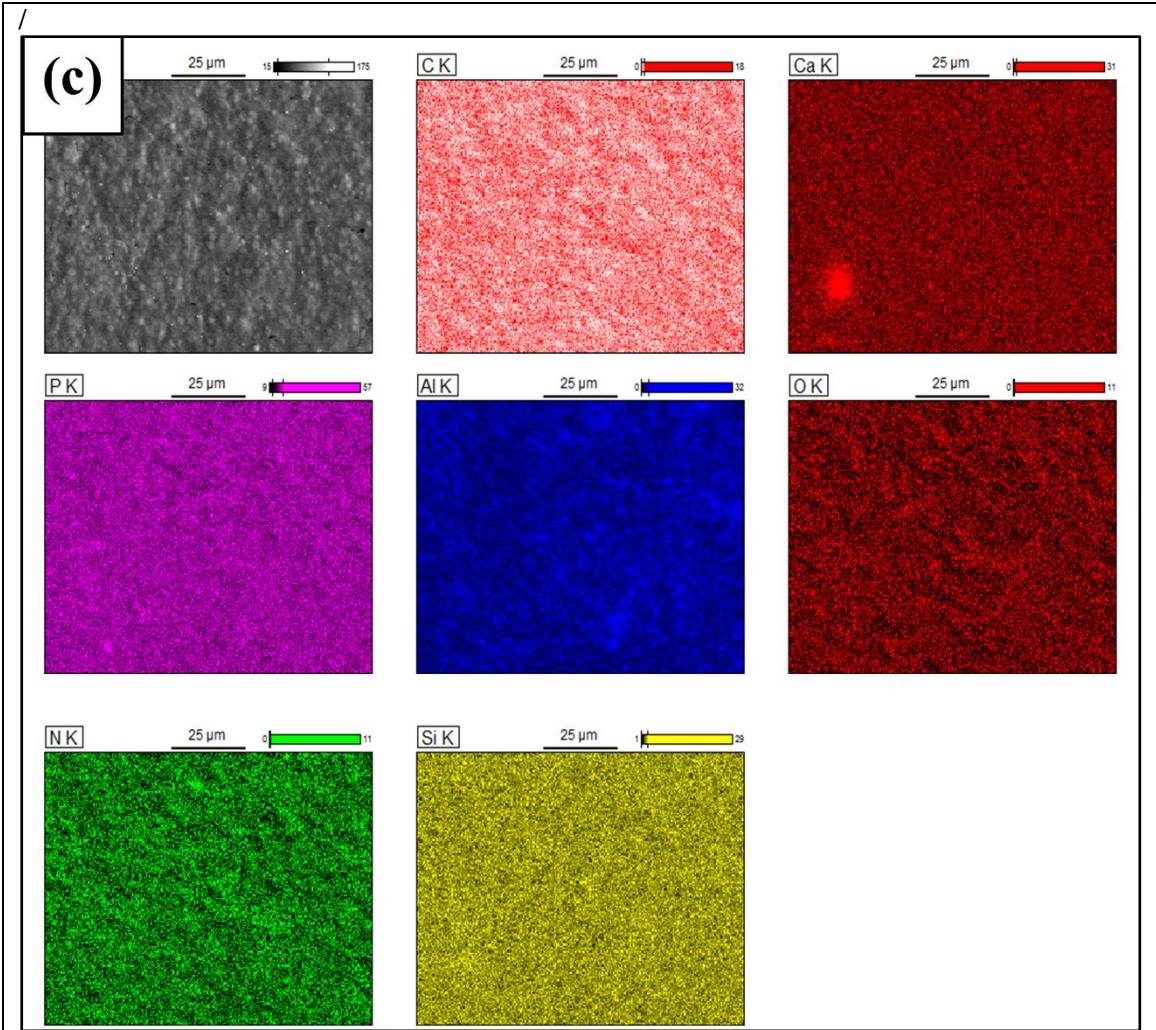 /
(c)
25 µm 15 175
C K 25 µm 0 18
Ca K 25 µm 0 31
P K 25 µm 9 57
Al K 25 µm 0 32
O K 25 µm 0 11
N K 25 µm 0 11
Si K 25 µm 1 29